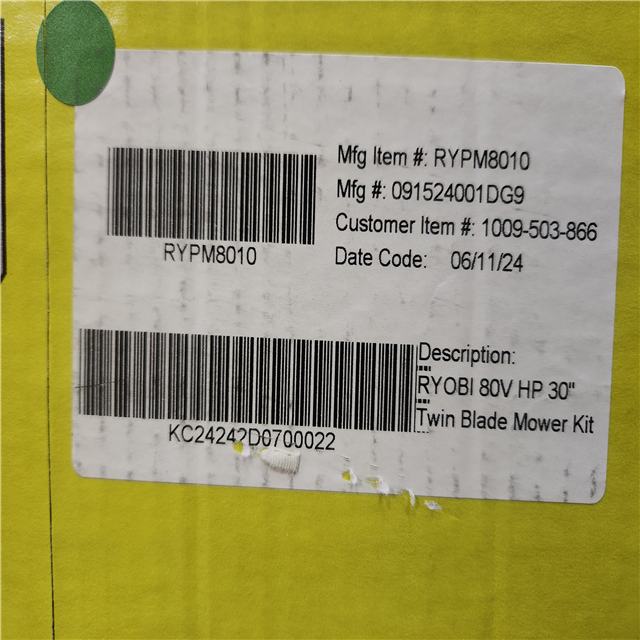 Mfg Item #: RYPM8010
Mfg #: 091524001DG9
Customer Item #: 1009-503-866
Date Code: 06/11/24
RYPM8010
Description:
RYOBI 80V HP 30"
Twin Blade Mower Kit
KC24242D0700022